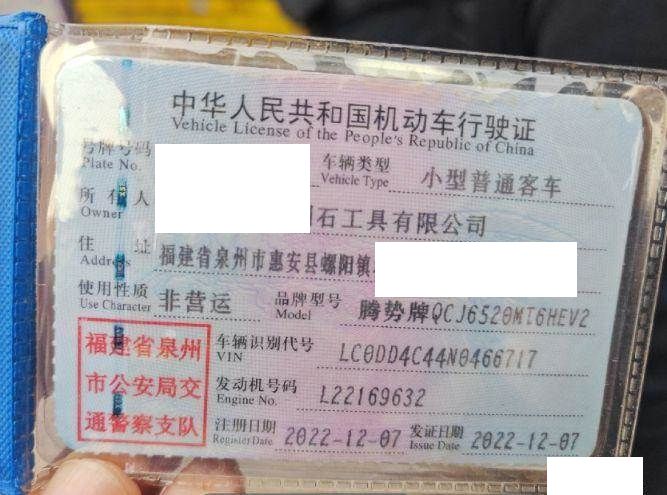 中华人民共和国机动车行驶证
Vehicle License of the People's Republic of China
号牌号码 车辆类型 小型普通客车
Plate No. Vehicle Type
所有人 石工具有限公司
Owner
住址 福建省泉州市惠安县螺阳镇
Address
使用性质 非营运 品牌型号 腾势牌QCJ6520MT6HEV2
Use Character Model
福建省泉州 车辆识别代号 LC0DD4C44N0466717
VIN
市公安局交 发动机号码 L22169632
Engine No.
通警察支队 注册日期 2022-12-07 发证日期 2022-12-07
Register Date Issue Date